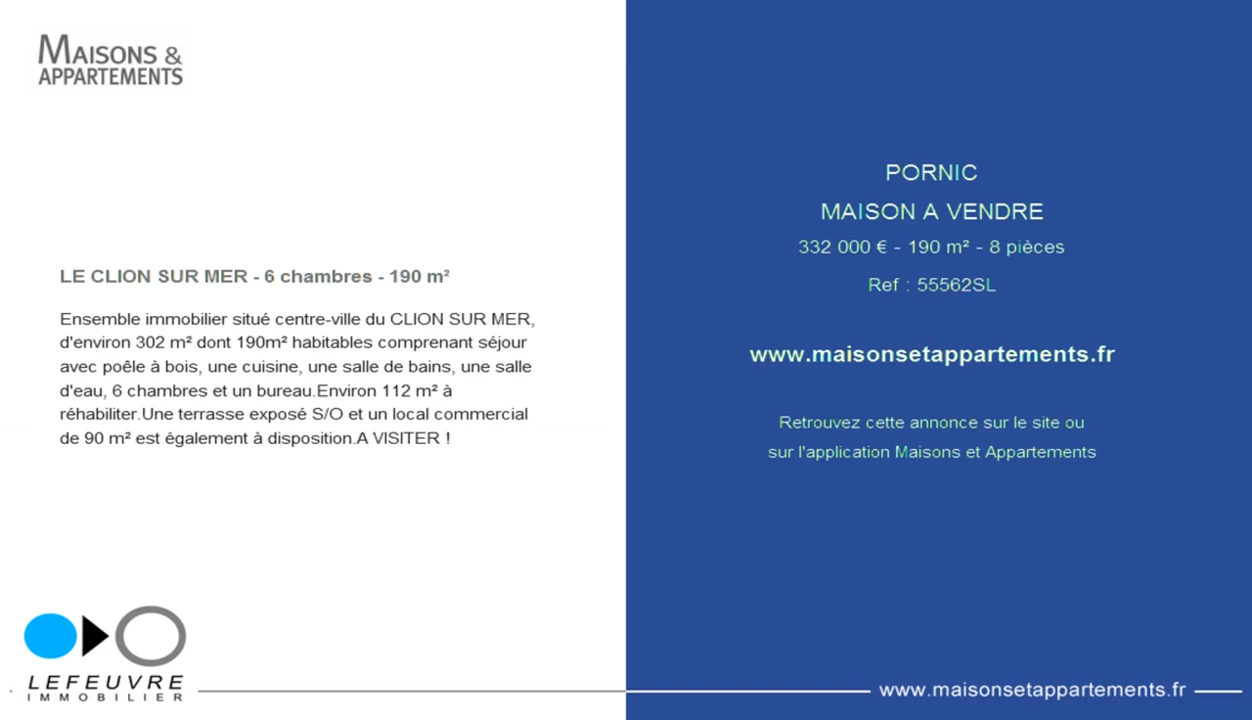 MAISONS &
APPARTEMENTS
LE CLION SUR MER - 6 chambres - 190 m²
Ensemble immobilier situé centre-ville du CLION SUR MER,
d'environ 302 m² dont 190m² habitables comprenant séjour
avec poêle à bois, une cuisine, une salle de bains, une salle
d'eau, 6 chambres et un bureau.Environ 112 m² à
réhabiliter.Une terrasse exposé S/O et un local commercial
de 90 m² est également à disposition.A VISITER !
LEFEUVRE
IMMOBILIER
PORNIC
MAISON A VENDRE
332 000 € - 190 m² - 8 pièces
Ref : 55562SL
www.maisonsetappartements.fr
Retrouvez cette annonce sur le site ou
sur l'application Maisons et Appartements
www.maisonsetappartements.fr